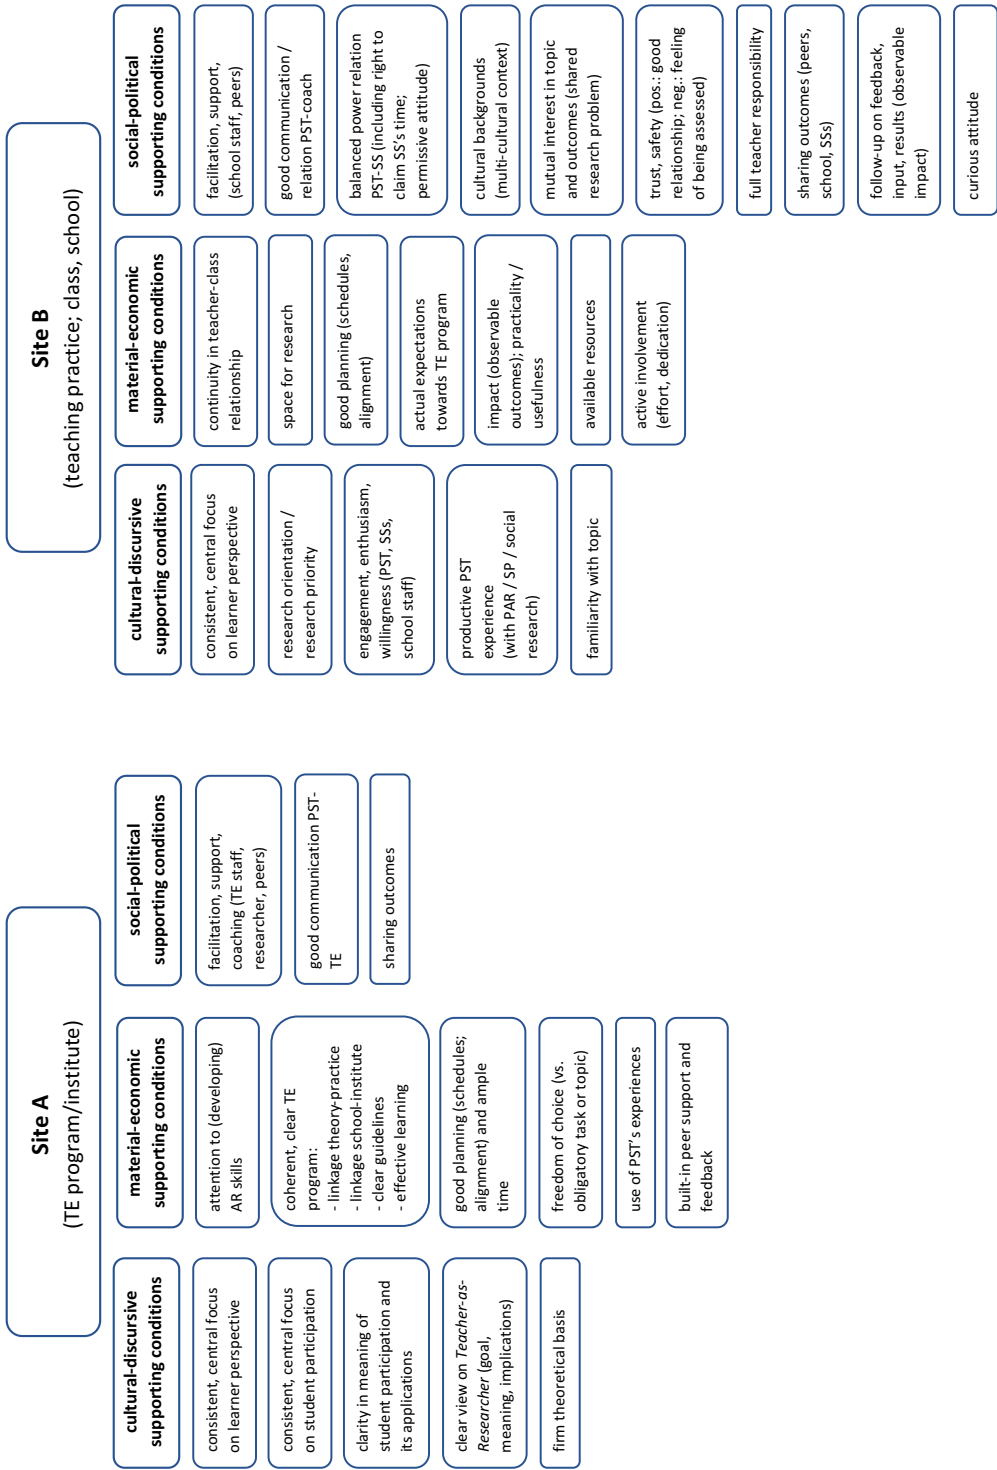 Site A
(TE program/institute)
cultural-discursive
supporting conditions
consistent, central focus
on learner perspective
consistent, central focus
on student participation
clarity in meaning of
student participation and
its applications
clear view on Teacher-as-
Researcher (goal,
meaning, implications)
firm theoretical basis
material-economic
supporting conditions
attention to (developing)
AR skills
coherent, clear TE
program:
- linkage theory-practice
- linkage school-institute
- clear guidelines
- effective learning
good planning (schedules;
alignment) and ample
time
freedom of choice (vs.
obligatory task or topic)
use of PST's experiences
built-in peer support and
feedback
social-political
supporting conditions
facilitation, support,
coaching (TE staff,
researcher, peers)
good communication PST-
TE
sharing outcomes
Site B
(teaching practice; class, school)
cultural-discursive
supporting conditions
consistent, central focus
on learner perspective
research orientation /
research priority
engagement, enthusiasm,
willingness (PST, SSs,
school staff)
productive PST
experience
(with PAR / SP / social
research)
familiarity with topic
material-economic
supporting conditions
continuity in teacher-class
relationship
space for research
good planning (schedules,
alignment)
actual expectations
towards TE program
impact (observable
outcomes); practicality /
usefulness
available resources
active involvement
(effort, dedication)
social-political
supporting conditions
facilitation, support,
(school staff, peers)
good communication /
relation PST-coach
balanced power relation
PST-SS (including right to
claim SS's time;
permissive attitude)
cultural backgrounds
(multi-cultural context)
mutual interest in topic
and outcomes (shared
research problem)
trust, safety (pos.: good
relationship; neg.: feeling
of being assessed)
full teacher responsibility
sharing outcomes (peers,
school, SSs)
follow-up on feedback,
input, results (observable
impact)
curious attitude